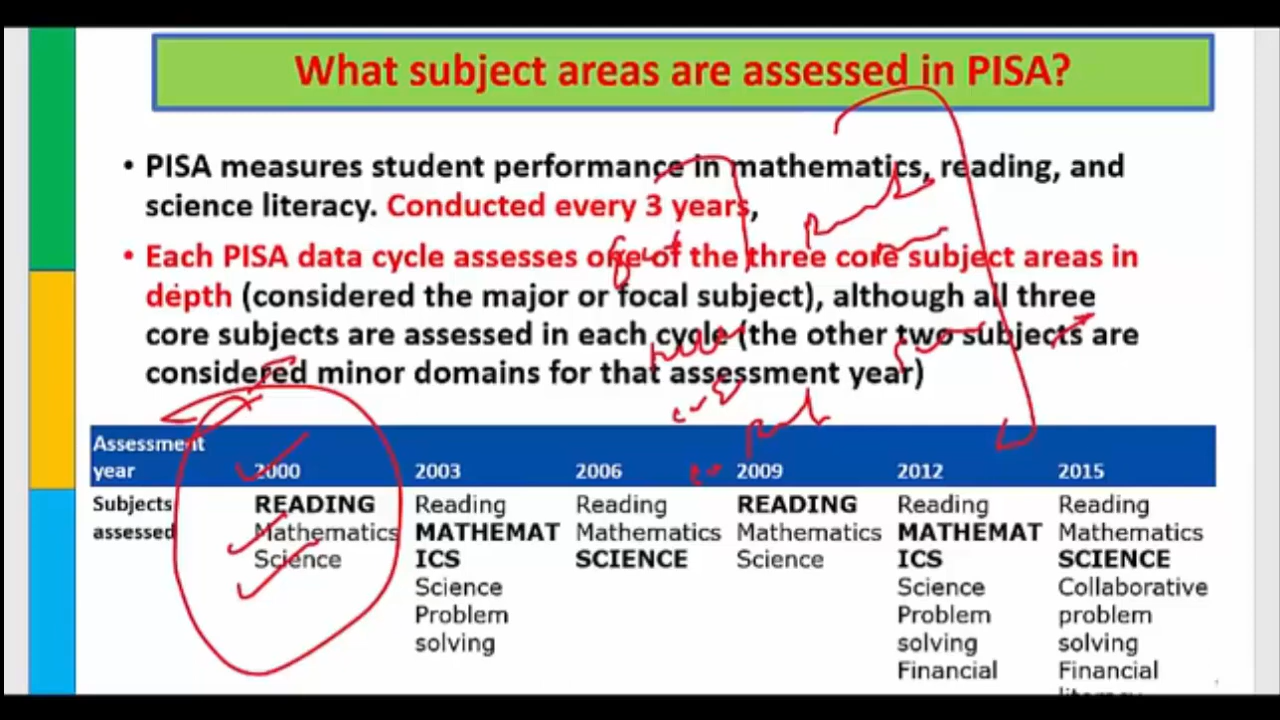 What subject areas are assessed in PISA?
• PISA measures student performance in mathematics, reading, and
science literacy. Conducted every 3 years,
• Each PISA data cycle assesses one of the three core subject areas in
depth (considered the major or focal subject), although all three
core subjects are assessed in each cycle (the other two subjects are
considered minor domains for that assessment year)
Assessment
year 2000 2003 2006 2009 2012 2015
Subjects READING Reading Reading READING Reading Reading
assessed Mathematics MATHEMAT Mathematics Mathematics MATHEMAT Mathematics
Science ICS SCIENCE Science ICS SCIENCE
Science Science Collaborative
Problem Problem problem
solving solving solving
Financial Financial